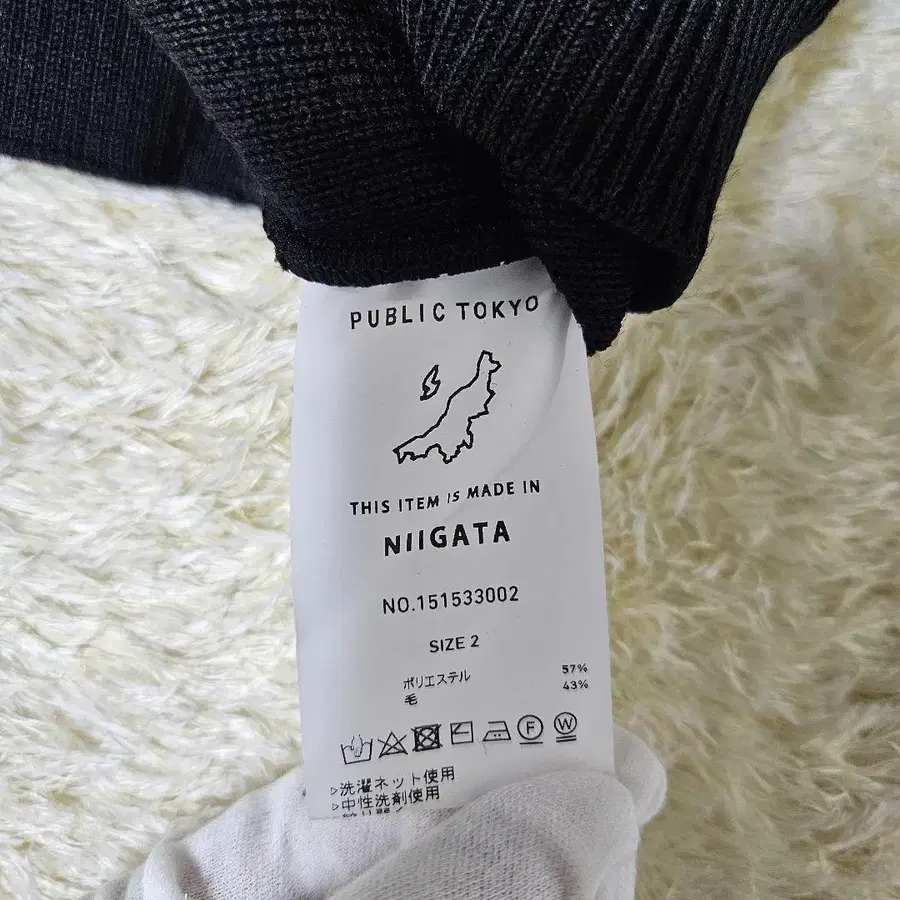 PUBLIC TOKYO
THIS ITEM IS MADE IN
NIIGATA
NO.151533002
SIZE 2
ポリエステル 57%
毛 43%
F W
▷洗濯ネット使用
▷中性洗剤使用